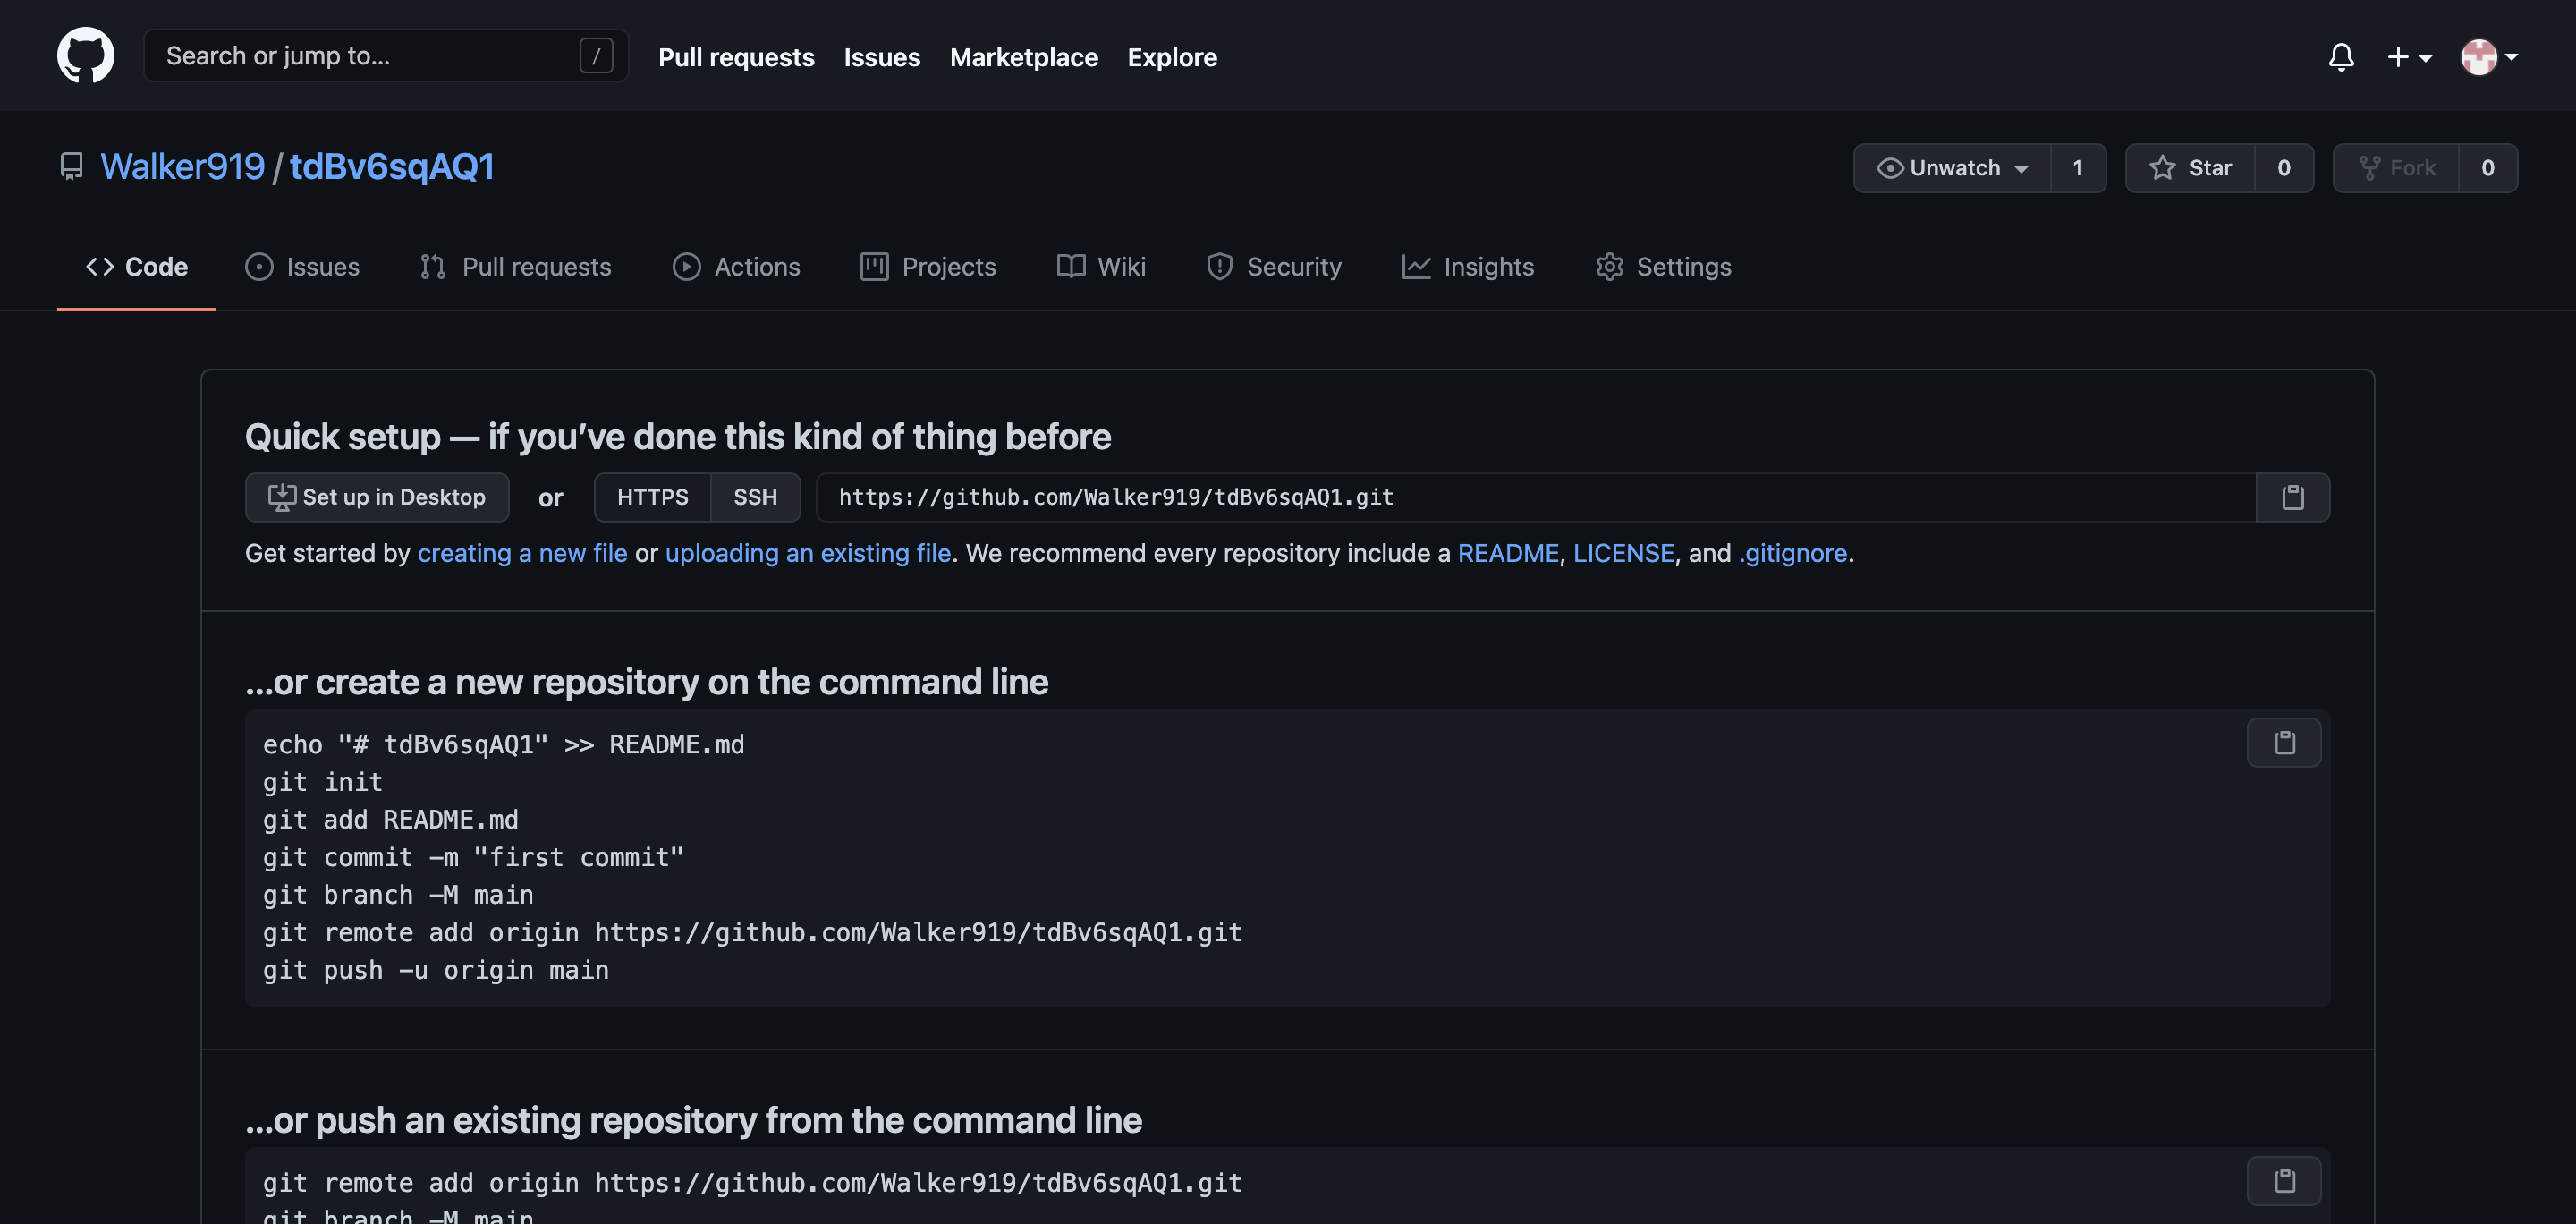 Search or jump to... /
Pull requests Issues Marketplace Explore
Walker919 / tdBv6sqAQ1
Unwatch 1 Star 0 Fork 0
Code Issues Pull requests Actions Projects Wiki Security Insights Settings
Quick setup — if you’ve done this kind of thing before
Set up in Desktop or HTTPS SSH https://github.com/Walker919/tdBv6sqAQ1.git
Get started by creating a new file or uploading an existing file. We recommend every repository include a README, LICENSE, and .gitignore.
…or create a new repository on the command line
echo "# tdBv6sqAQ1" >> README.md
git init
git add README.md
git commit -m "first commit"
git branch -M main
git remote add origin https://github.com/Walker919/tdBv6sqAQ1.git
git push -u origin main
…or push an existing repository from the command line
git remote add origin https://github.com/Walker919/tdBv6sqAQ1.git
git branch -M main